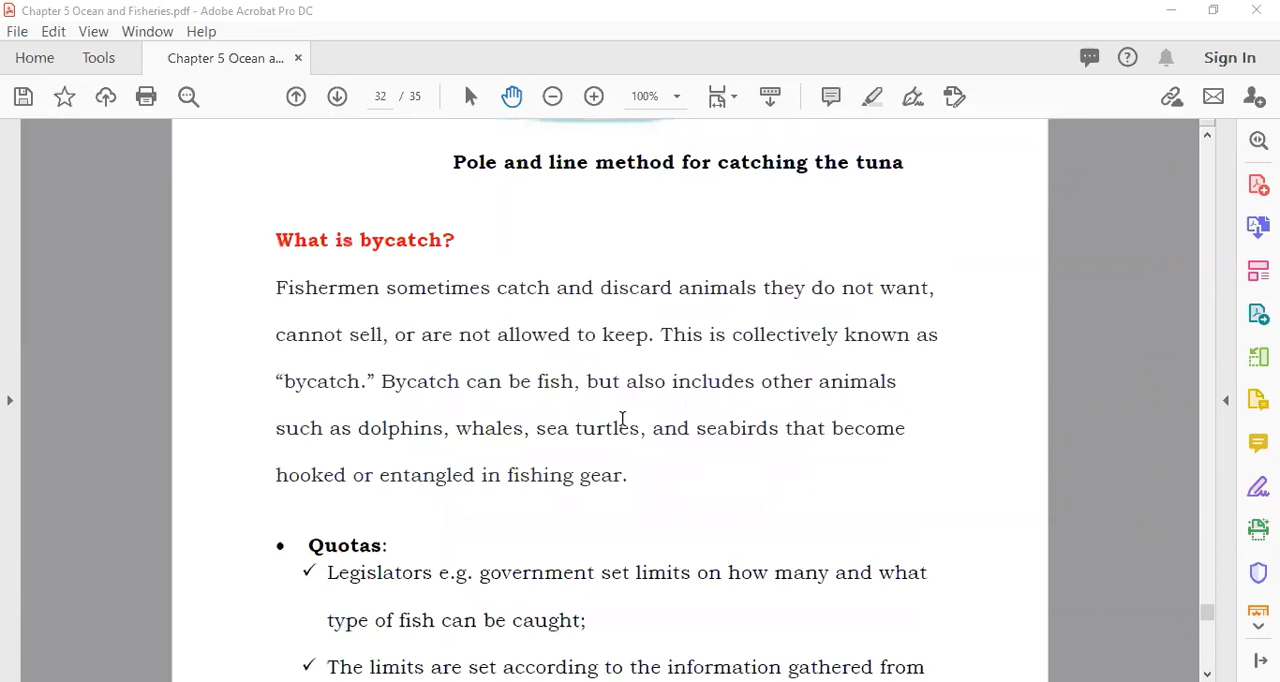 Chapter 5 Ocean and Fisheries.pdf - Adobe Acrobat Pro DC
File Edit View Window Help
Home Tools Chapter 5 Ocean a... × Sign In
32 / 35 100%
Pole and line method for catching the tuna
What is bycatch?
Fishermen sometimes catch and discard animals they do not want,
cannot sell, or are not allowed to keep. This is collectively known as
“bycatch.” Bycatch can be fish, but also includes other animals
such as dolphins, whales, sea turtles, and seabirds that become
hooked or entangled in fishing gear.
• Quotas:
✓ Legislators e.g. government set limits on how many and what
type of fish can be caught;
✓ The limits are set according to the information gathered from